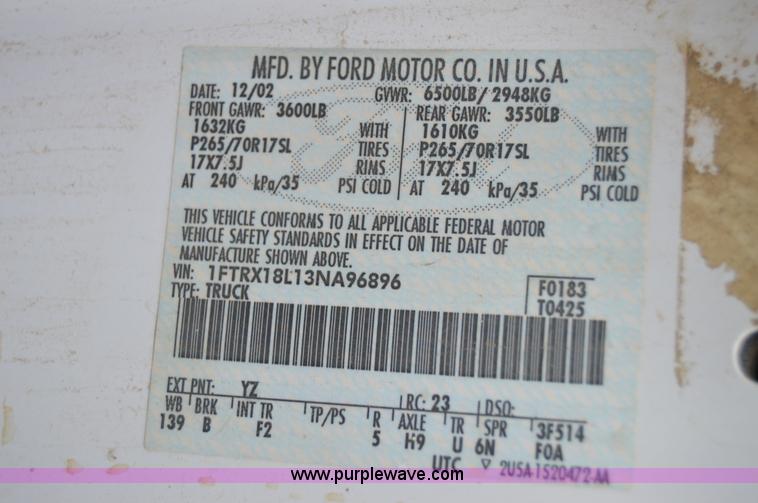 MFD. BY FORD MOTOR CO. IN U.S.A.
DATE: 12/02 GVWR: 6500LB/ 2948KG
FRONT GAWR: 3600LB REAR GAWR: 3550LB
1632KG WITH 1610KG WITH
P265/70R17SL TIRES P265/70R17SL TIRES
17X7.5J RIMS 17X7.5J RIMS
AT 240 kPa/35 PSI COLD AT 240 kPa/35 PSI COLD
THIS VEHICLE CONFORMS TO ALL APPLICABLE FEDERAL MOTOR
VEHICLE SAFETY STANDARDS IN EFFECT ON THE DATE OF
MANUFACTURE SHOWN ABOVE.
VIN: 1FTRX18L13NA96896 F0183
TYPE: TRUCK T0425
EXT PNT: YZ RC: 23 DSO:
WB BRK INT TR TP/PS R AXLE TR SPR 3F514
139 B F2 5 H9 U 6N F0A
UTC ▽ 2U5A-1520472-AA
www.purplewave.com